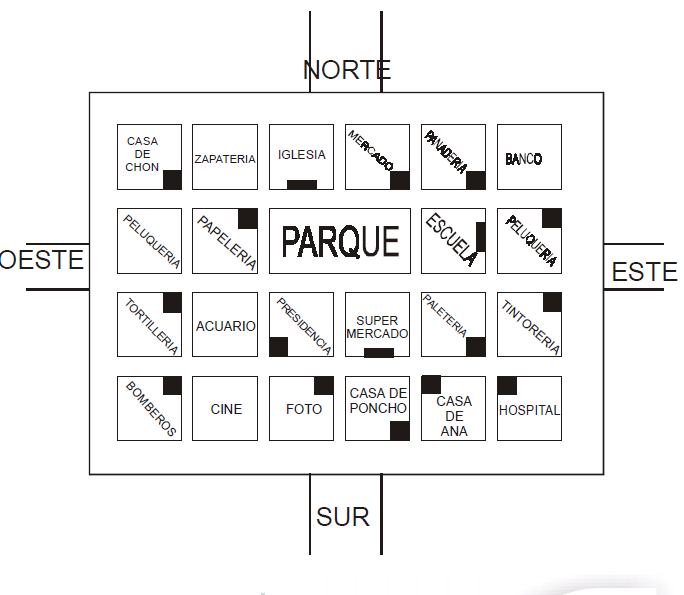 NORTE
CASA
DE
CHON
ZAPATERIA
IGLESIA
MERCADO
PANADERIA
BANCO
PELUQUERIA
PAPELERIA
PARQUE
ESCUELA
PELUQUERIA
OESTE
ESTE
TORTILLERIA
ACUARIO
PRESIDENCIA
SUPER
MERCADO
PALETERIA
TINTORERIA
BOMBEROS
CINE
FOTO
CASA DE
PONCHO
CASA
DE
ANA
HOSPITAL
SUR